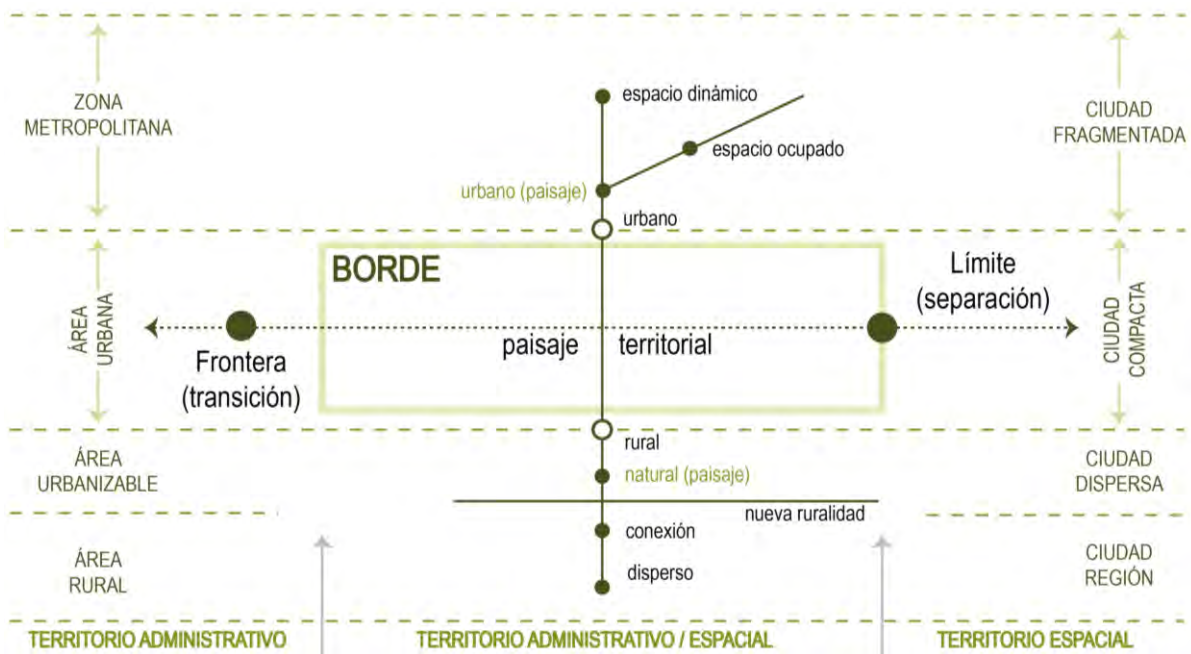 espacio dinámico
ZONA
METROPOLITANA
CIUDAD
FRAGMENTADA
espacio ocupado
urbano (paisaje)
urbano
BORDE
Límite
(separación)
ÁREA
URBANA
CIUDAD
COMPACTA
paisaje
territorial
Frontera
(transición)
rural
ÁREA
URBANIZABLE
natural (paisaje)
CIUDAD
DISPERSA
nueva ruralidad
conexión
ÁREA
RURAL
disperso
CIUDAD
REGIÓN
TERRITORIO ADMINISTRATIVO
TERRITORIO ADMINISTRATIVO / ESPACIAL
TERRITORIO ESPACIAL